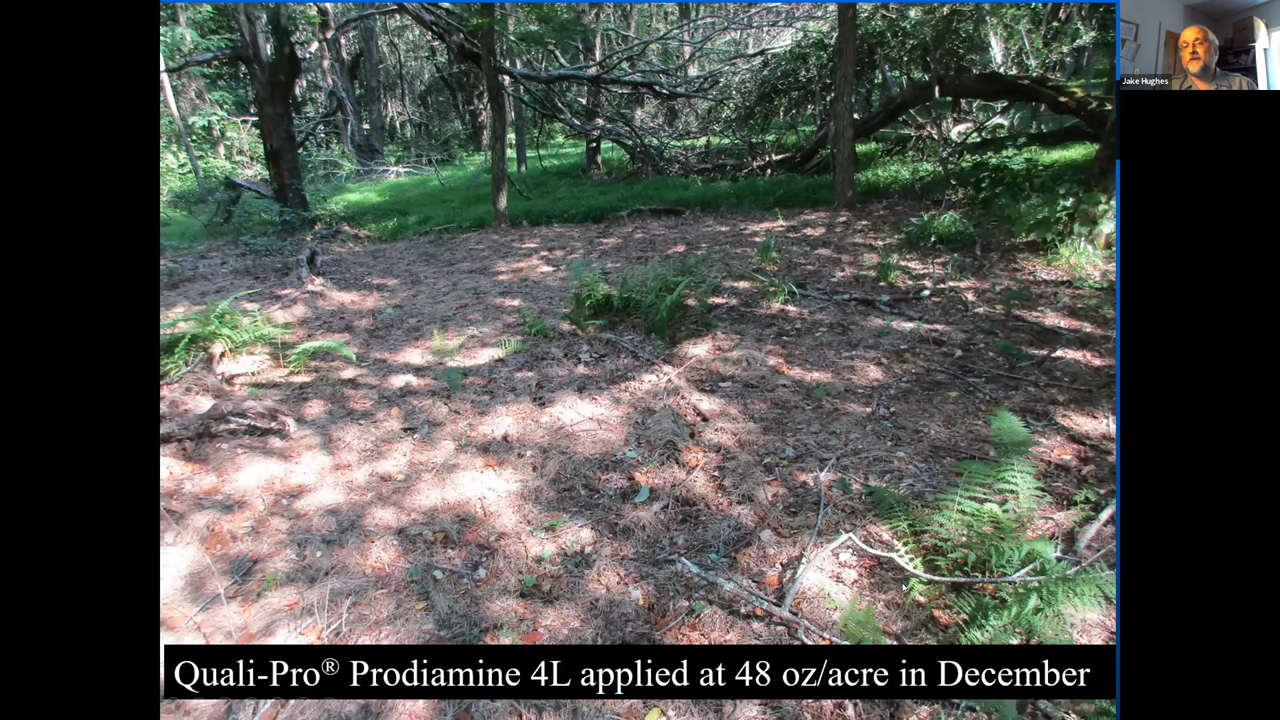 Jake Hughes
Quali-Pro® Prodiamine 4L applied at 48 oz/acre in December